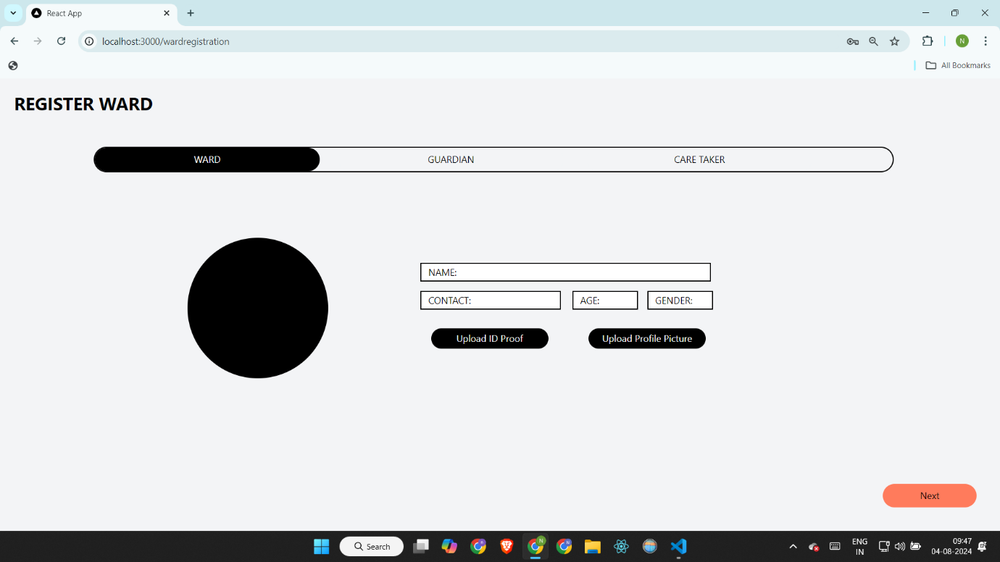 React App
localhost:3000/wardregistration
N
All Bookmarks
REGISTER WARD
WARD GUARDIAN CARE TAKER
NAME:
CONTACT: AGE: GENDER:
Upload ID Proof Upload Profile Picture
Next
Search
ENG
IN
09:47
04-08-2024